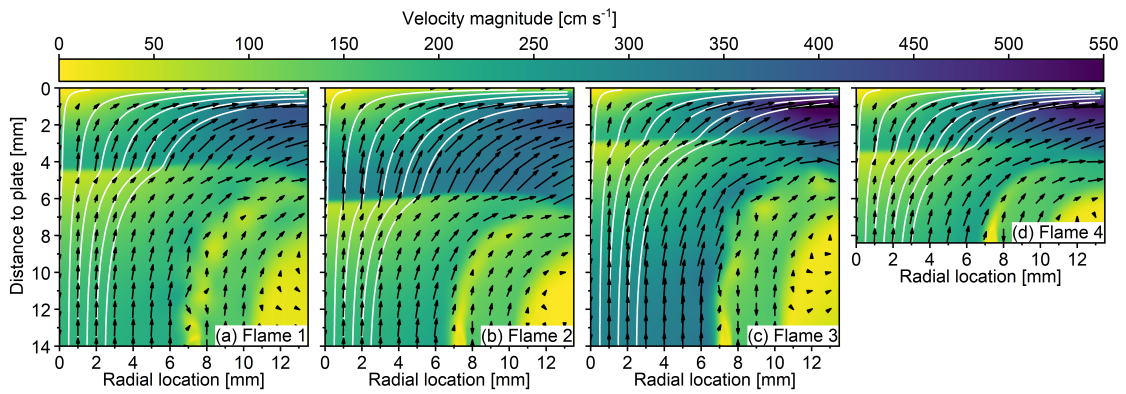 Velocity magnitude [cm s⁻¹]
0 50 100 150 200 250 300 350 400 450 500 550
Distance to plate [mm]
0
2
4
6
8
10
12
14
(a) Flame 1
(b) Flame 2
(c) Flame 3
(d) Flame 4
0 2 4 6 8 10 12
Radial location [mm]
0 2 4 6 8 10 12
Radial location [mm]
0 2 4 6 8 10 12
Radial location [mm]
0 2 4 6 8 10 12
Radial location [mm]